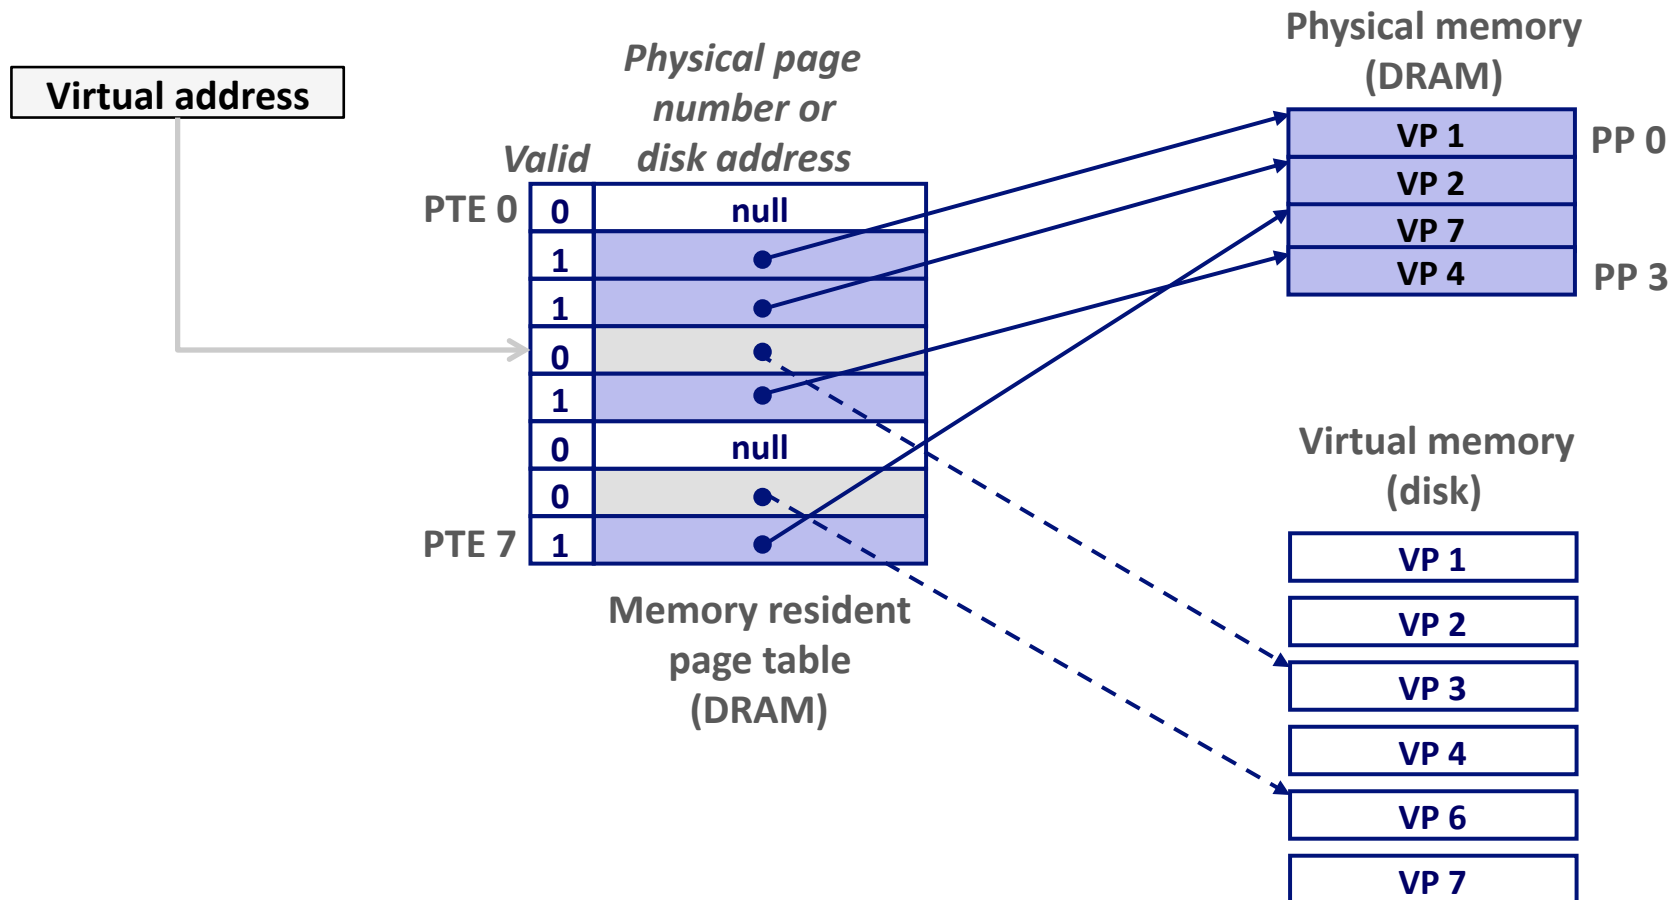 Virtual address
Physical page
number or
disk address
Valid
PTE 0
0
null
1
1
0
1
0
null
0
PTE 7
1
Memory resident
page table
(DRAM)
Physical memory
(DRAM)
VP 1
PP 0
VP 2
VP 7
VP 4
PP 3
Virtual memory
(disk)
VP 1
VP 2
VP 3
VP 4
VP 6
VP 7